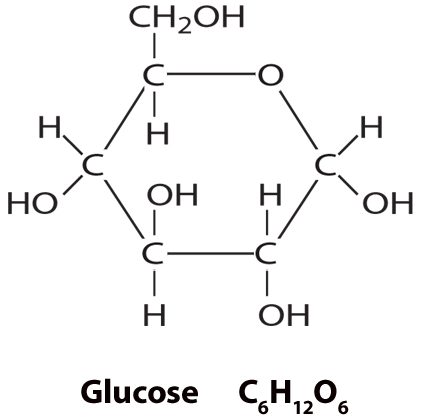 CH₂OH
C O
H H H
C C
HO OH H OH
C C
H OH
Glucose C₆H₁₂O₆